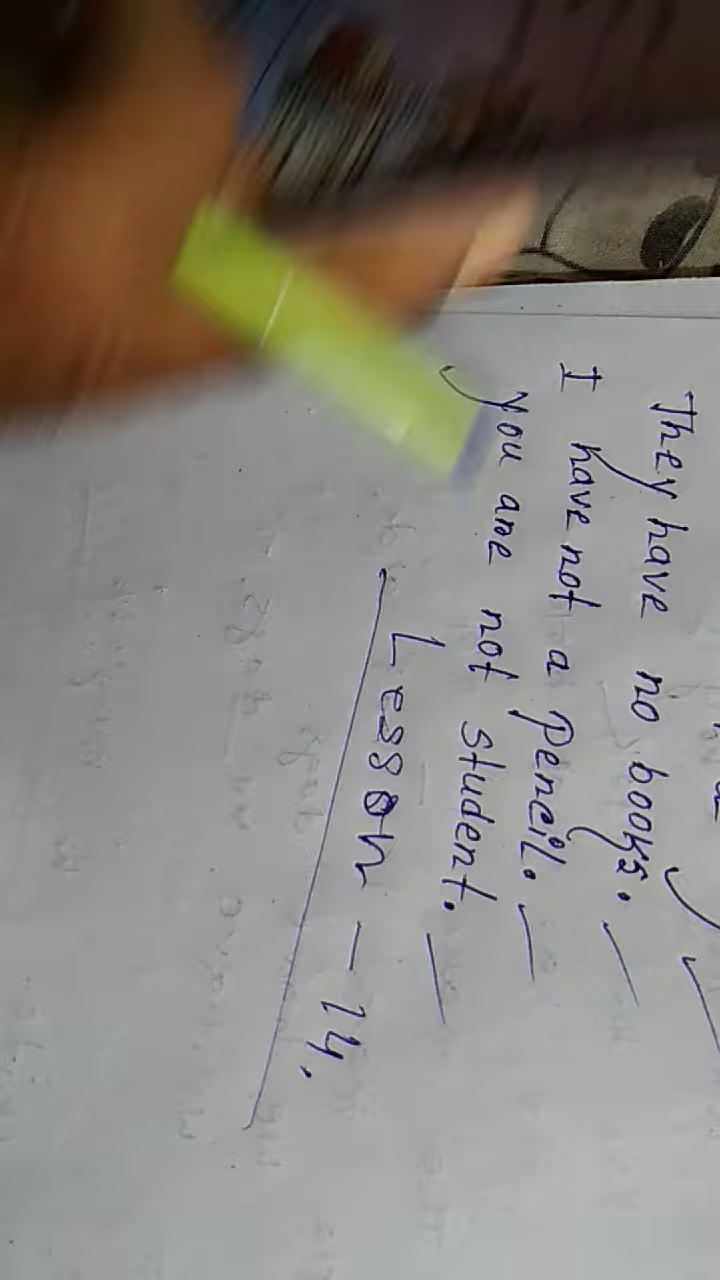 They have no books.
I have not a pencil.
you are not student.
Lesson - 14.